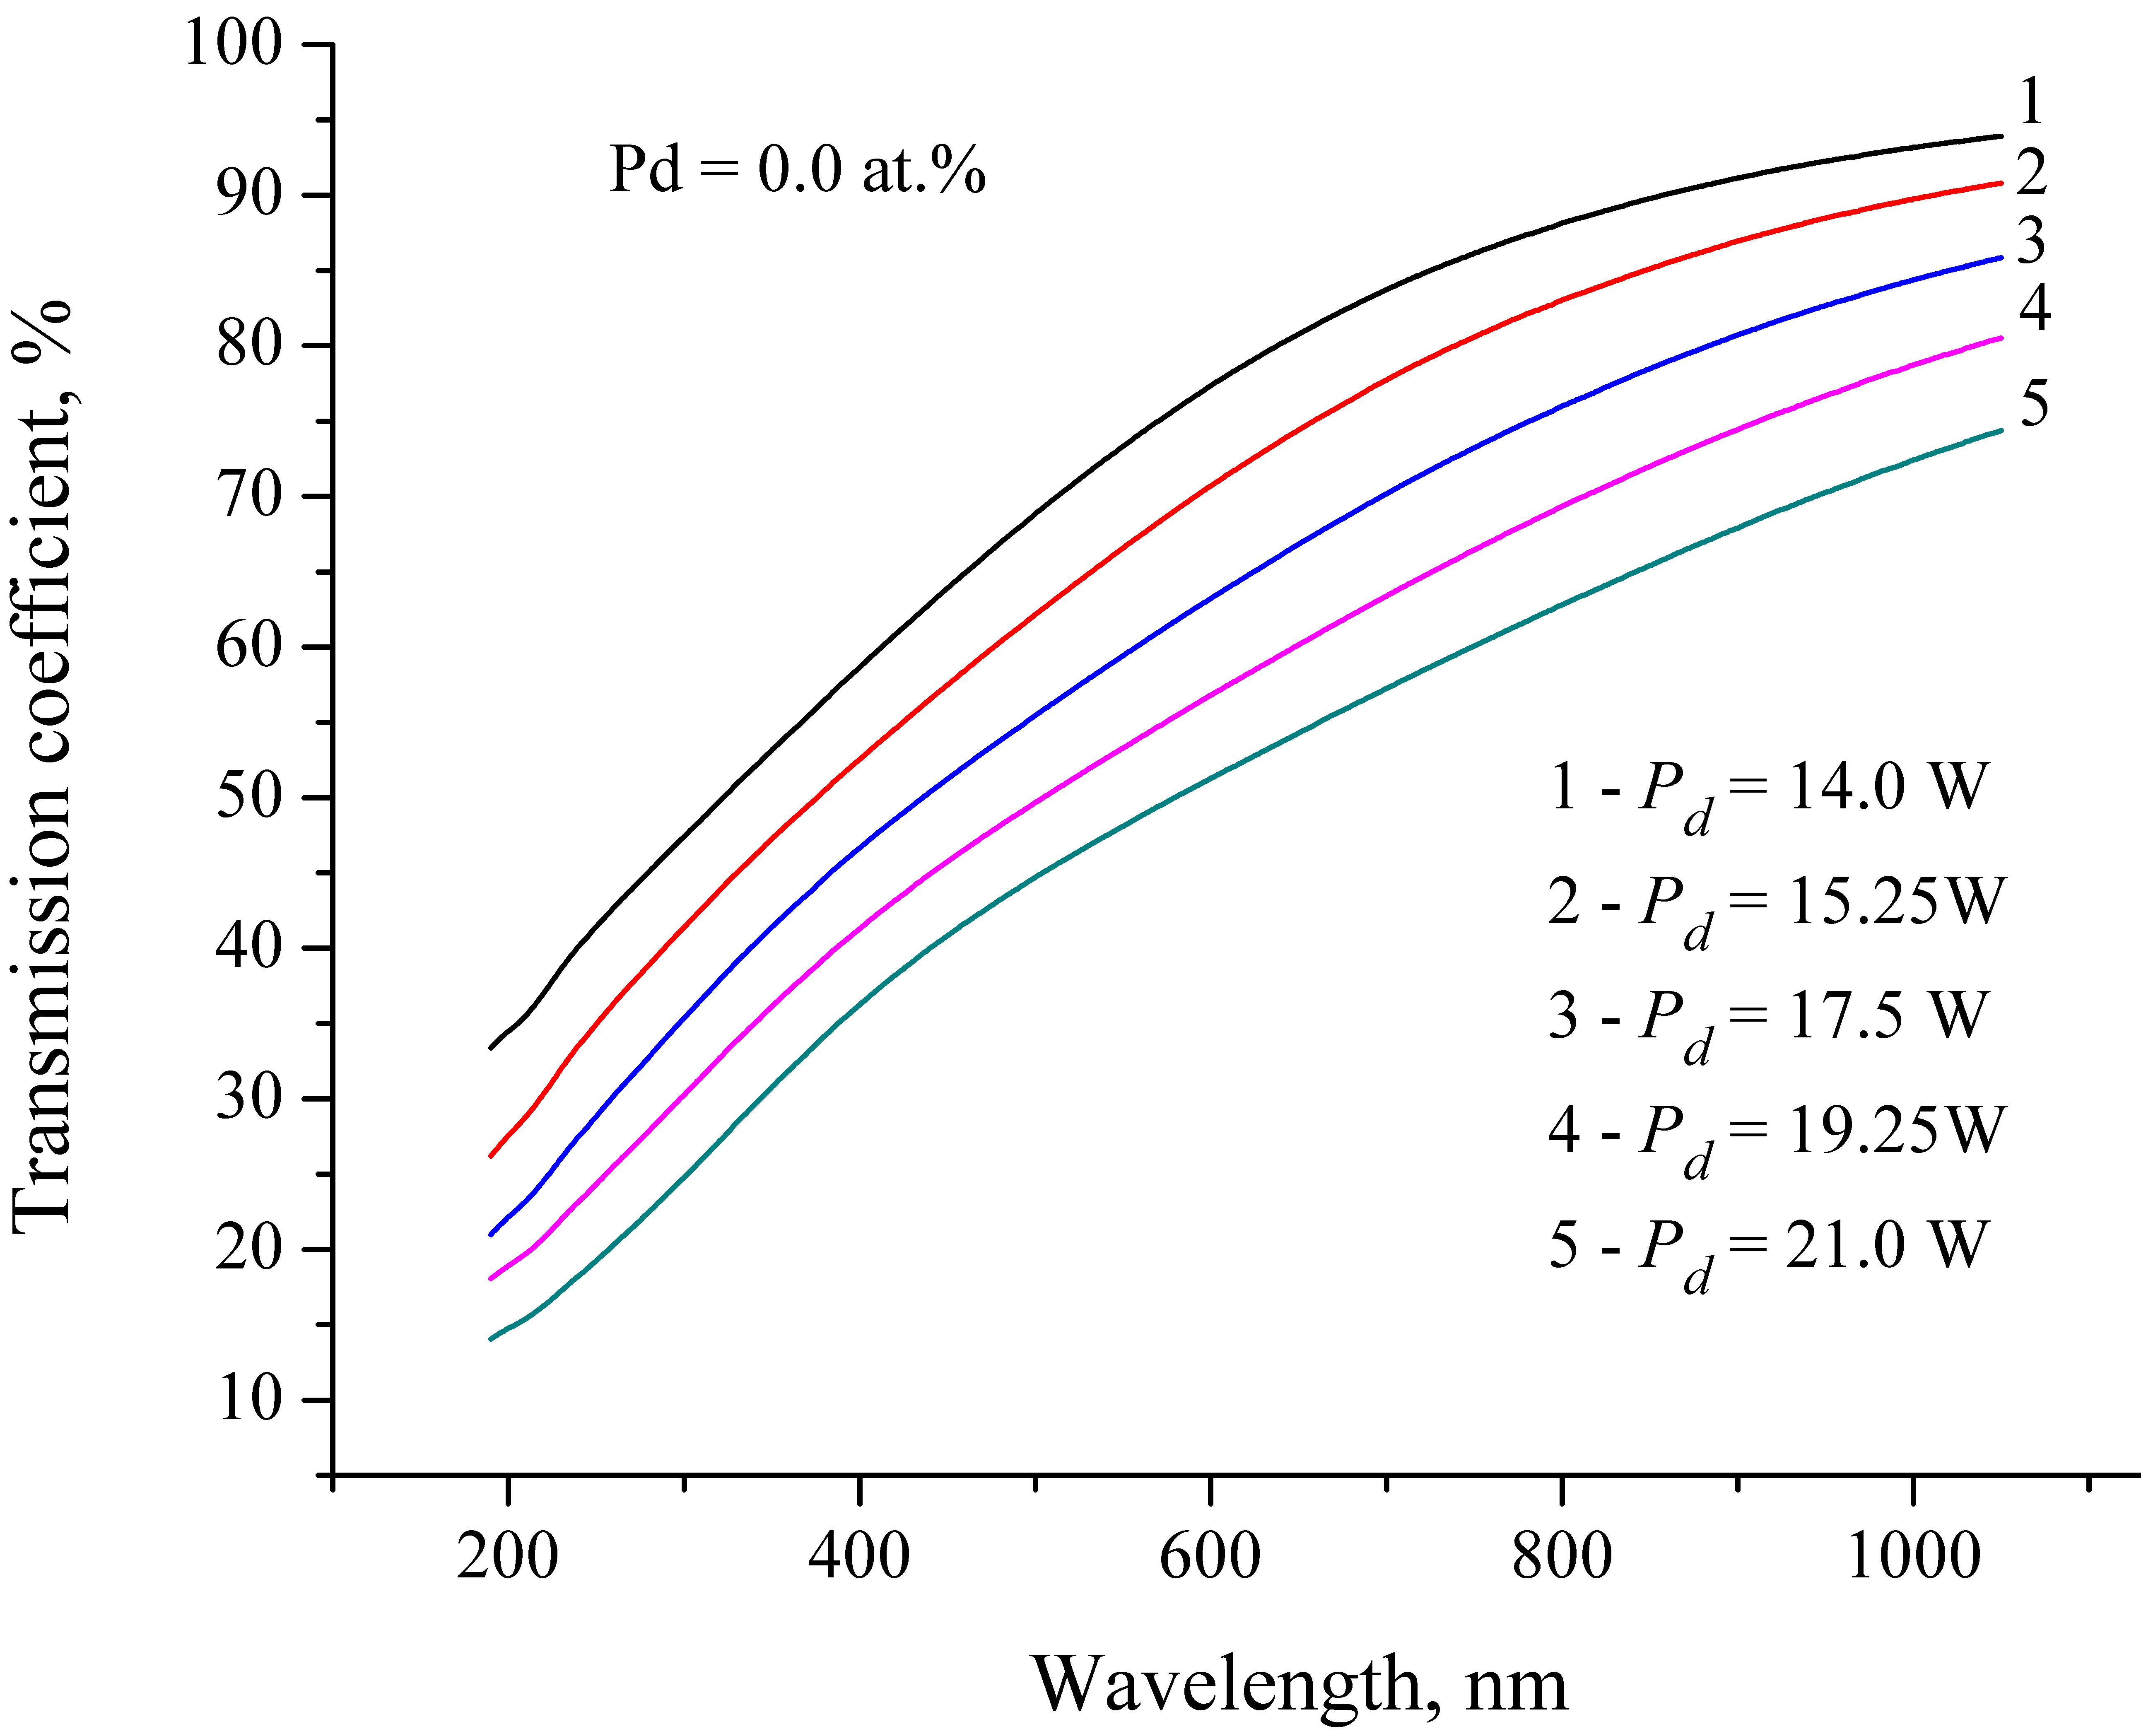 Transmission coefficient, %
100
90
80
70
60
50
40
30
20
10
Pd = 0.0 at.%
1
2
3
4
5
1 - Pd = 14.0 W
2 - Pd = 15.25W
3 - Pd = 17.5 W
4 - Pd = 19.25W
5 - Pd = 21.0 W
200 400 600 800 1000
Wavelength, nm